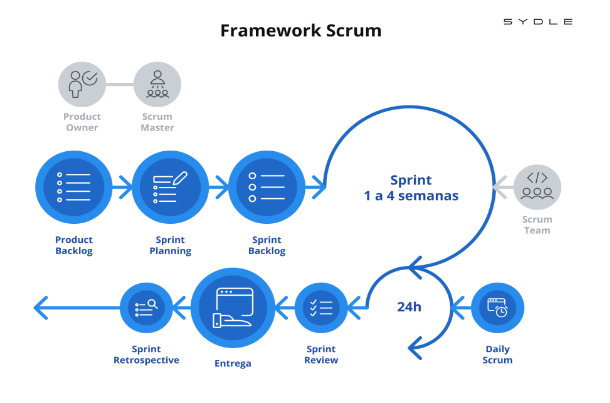 Framework Scrum
SYDLE
Product
Owner
Scrum
Master
Product
Backlog
Sprint
Planning
Sprint
Backlog
Sprint
1 a 4 semanas
Scrum
Team
24h
Sprint
Retrospective
Entrega
Sprint
Review
Daily
Scrum